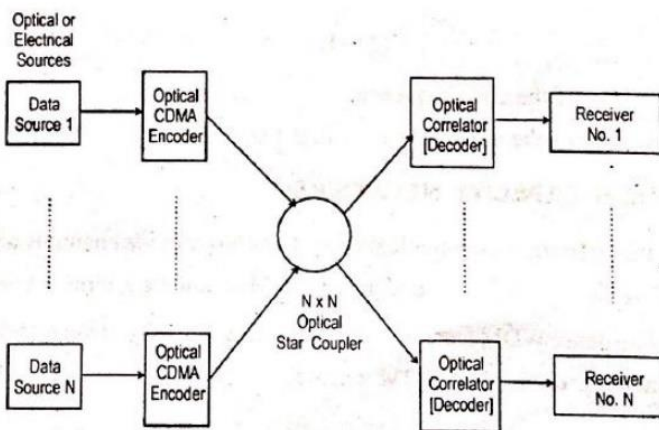 Optical or
Electrical
Sources
Data
Source 1
Optical
CDMA
Encoder
Optical
Correlator
[Decoder]
Receiver
No. 1
N x N
Optical
Star Coupler
Data
Source N
Optical
CDMA
Encoder
Optical
Correlator
[Decoder]
Receiver
No. N